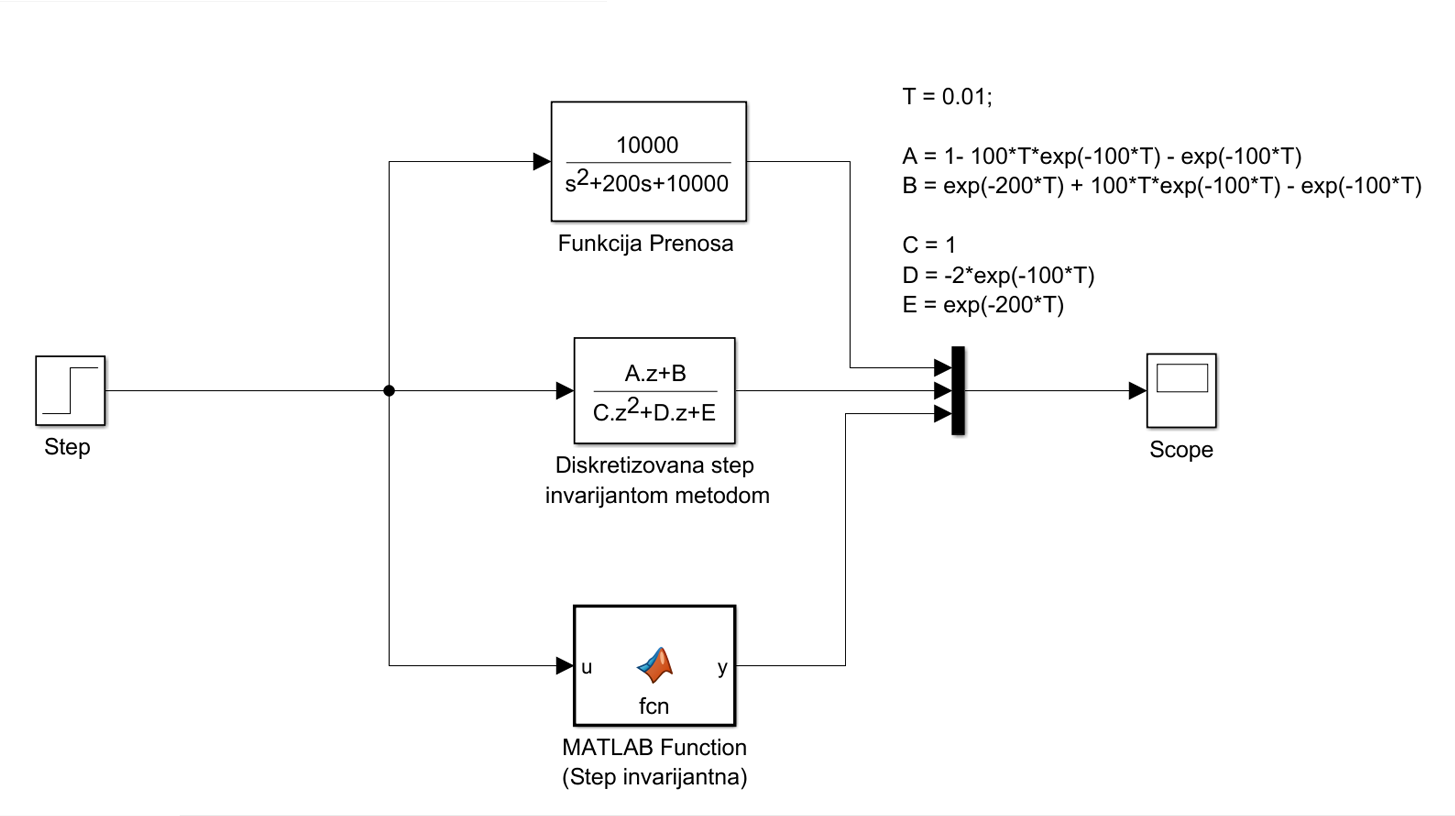 T = 0.01;
A = 1- 100*T*exp(-100*T) - exp(-100*T)
B = exp(-200*T) + 100*T*exp(-100*T) - exp(-100*T)
C = 1
D = -2*exp(-100*T)
E = exp(-200*T)
10000
s2+200s+10000
Funkcija Prenosa
Step
A.z+B
C.z2+D.z+E
Diskretizovana step
invarijantom metodom
Scope
u
y
fcn
MATLAB Function
(Step invarijantna)